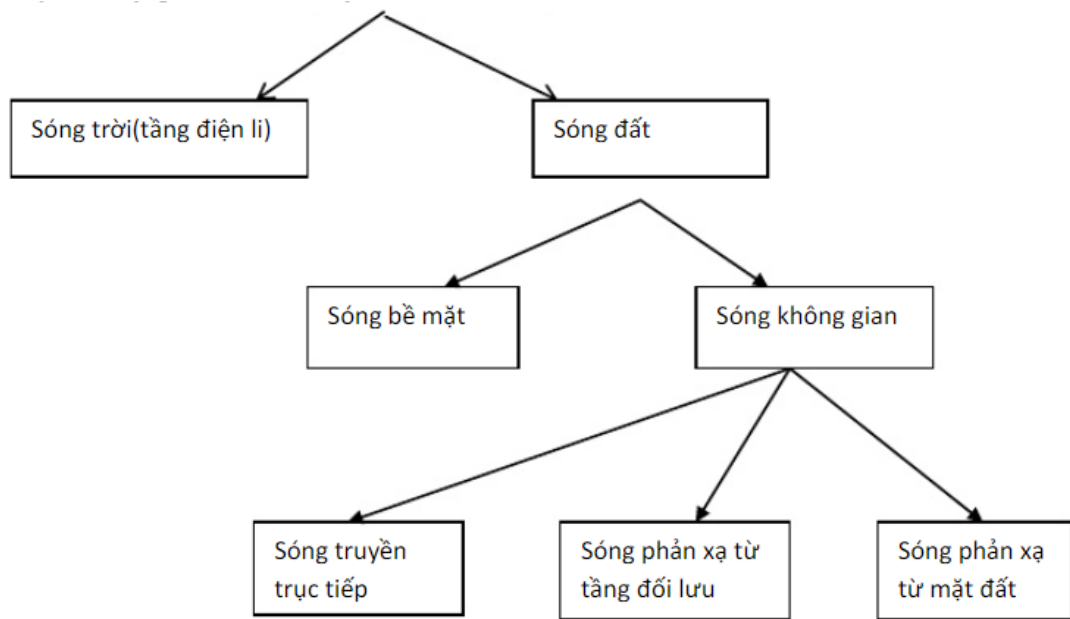 Sóng trời(tầng điện li)
Sóng đất
Sóng bề mặt
Sóng không gian
Sóng truyền
trục tiếp
Sóng phản xạ từ
tầng đối lưu
Sóng phản xạ
từ mặt đất